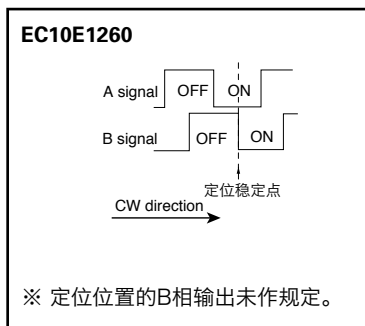 EC10E1260
A signal OFF ON
B signal OFF ON
定位稳定点
CW direction
※ 定位位置的B相输出未作规定。